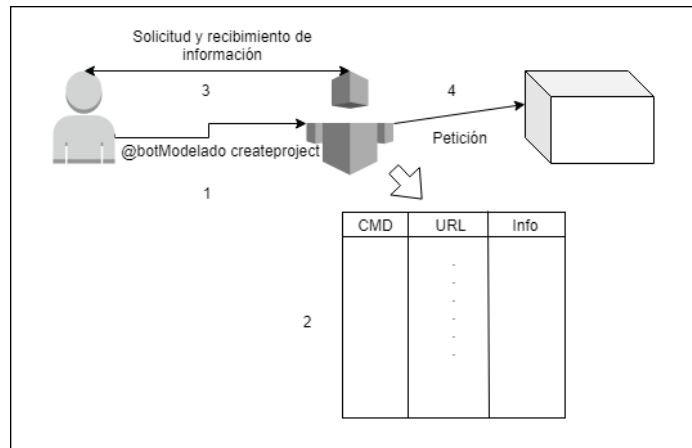 Solicitud y recibimiento de
información
3
4
Petición
@botModelado createproject
1
CMD URL Info
2